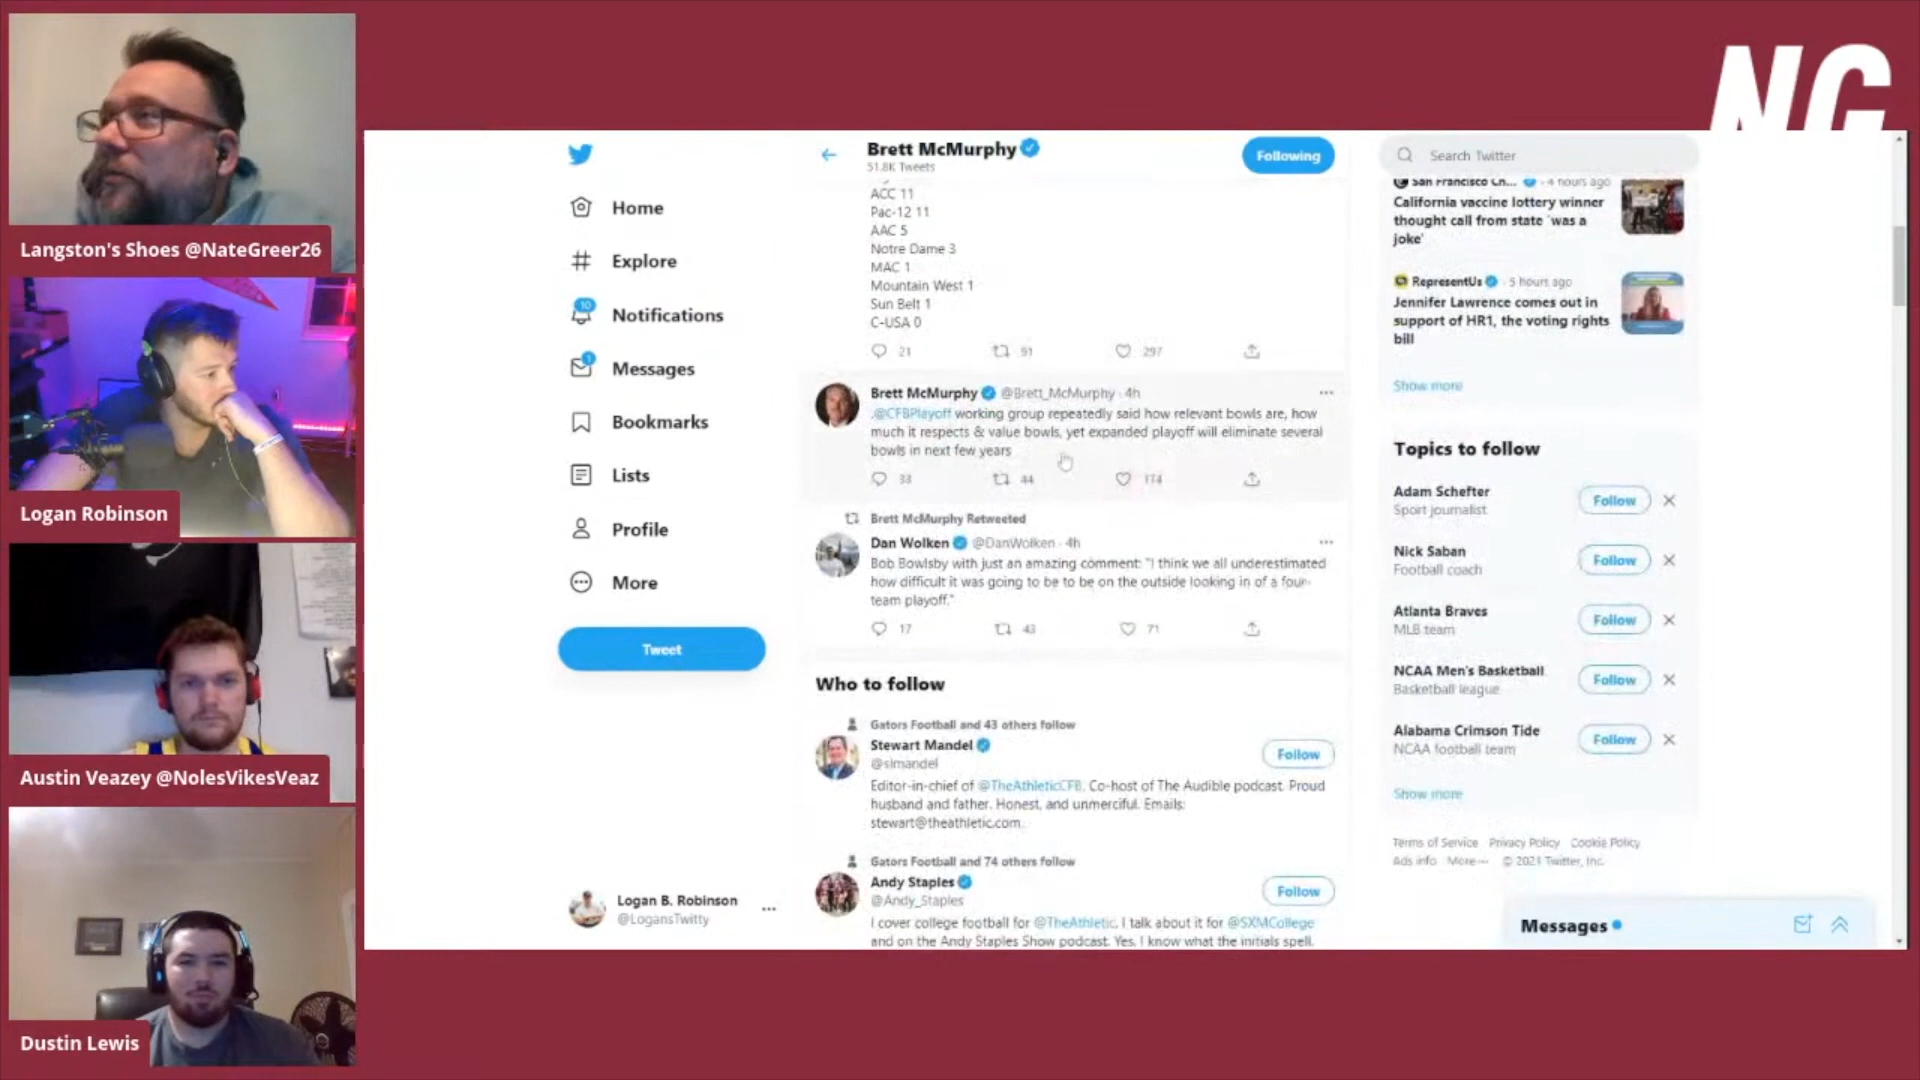 NG
Langston's Shoes @NateGreer26
Logan Robinson
Austin Veazey @NolesVikesVeaz
Dustin Lewis
Home
Explore
10
Notifications
1
Messages
Bookmarks
Lists
Profile
More
Tweet
Logan B. Robinson
@LogansTwitty
Brett McMurphy
51.8K Tweets
Following
ACC 11
Pac-12 11
AAC 5
Notre Dame 3
MAC 1
Mountain West 1
Sun Belt 1
C-USA 0
21 91 297
Brett McMurphy @Brett_McMurphy · 4h
.@CFBPlayoff working group repeatedly said how relevant bowls are, how
much it respects & value bowls, yet expanded playoff will eliminate several
bowls in next few years
33 44 174
Brett McMurphy Retweeted
Dan Wolken @DanWolken · 4h
Bob Bowlsby with just an amazing comment: "I think we all underestimated
how difficult it was going to be to be on the outside looking in of a four-
team playoff."
17 43 71
Who to follow
Gators Football and 43 others follow
Stewart Mandel
@slmandel
Follow
Editor-in-chief of @TheAthleticCFB. Co-host of The Audible podcast. Proud
husband and father. Honest, and unmerciful. Emails:
stewart@theathletic.com.
Gators Football and 74 others follow
Andy Staples
@Andy_Staples
Follow
I cover college football for @TheAthletic. I talk about it for @SXMCollege
and on the Andy Staples Show podcast. Yes, I know what the initials spell.
Search Twitter
San Francisco Ch... · 4 hours ago
California vaccine lottery winner
thought call from state 'was a
joke'
RepresentUs · 5 hours ago
Jennifer Lawrence comes out in
support of HR1, the voting rights
bill
Show more
Topics to follow
Adam Schefter
Sport journalist
Follow
Nick Saban
Football coach
Follow
Atlanta Braves
MLB team
Follow
NCAA Men's Basketball
Basketball league
Follow
Alabama Crimson Tide
NCAA football team
Follow
Show more
Terms of Service Privacy Policy Cookie Policy
Ads info More ··· © 2021 Twitter, Inc.
Messages